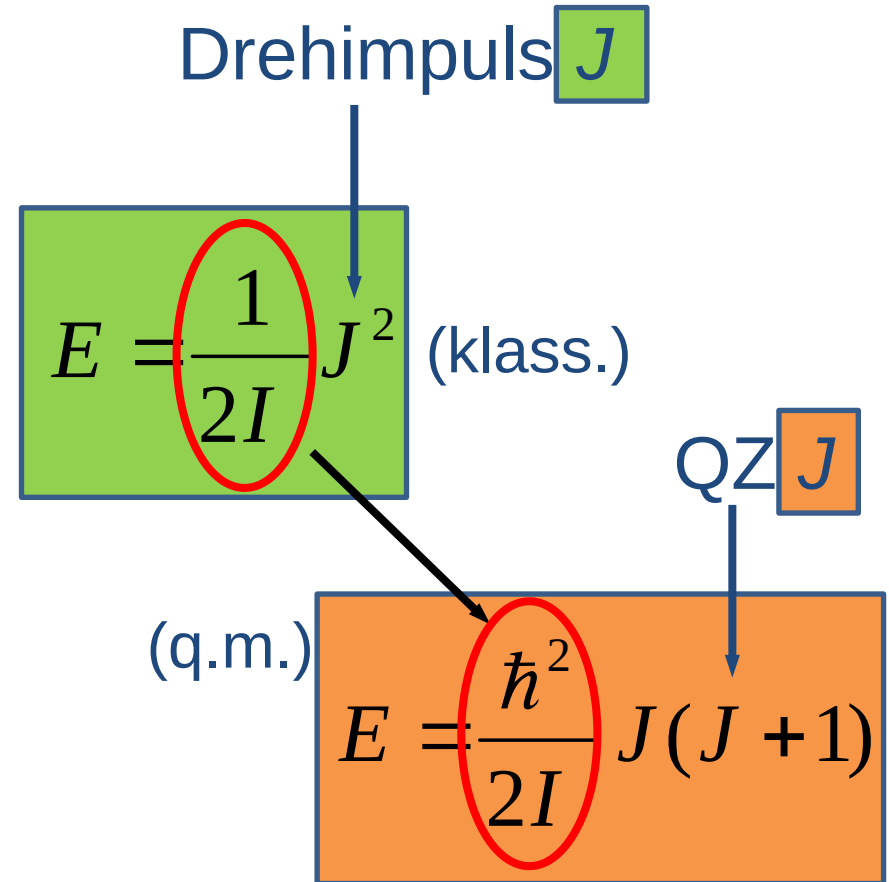 Drehimpuls J
E = 1/2I J² (klass.)
QZ J
(q.m.)
E = ħ²/2I J(J + 1)